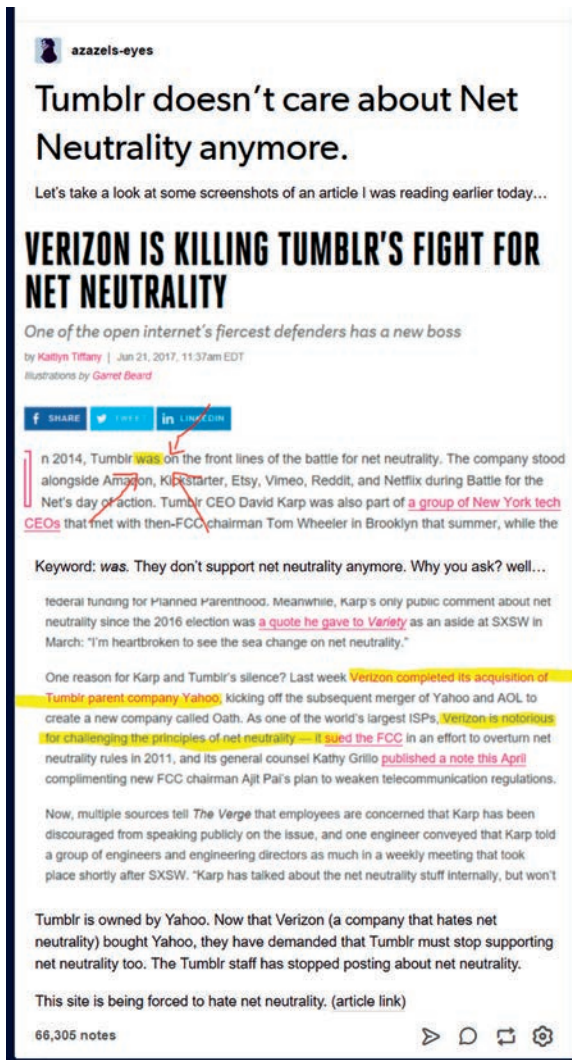 azazels-eyes
Tumblr doesn't care about Net
Neutrality anymore.
Let's take a look at some screenshots of an article I was reading earlier today...
VERIZON IS KILLING TUMBLR'S FIGHT FOR
NET NEUTRALITY
One of the open internet's fiercest defenders has a new boss
by Kaitlyn Tiffany | Jun 21, 2017, 11:37am EDT
Illustrations by Garret Beard
SHARE TWEET LINKEDIN
In 2014, Tumblr was on the front lines of the battle for net neutrality. The company stood
alongside Amazon, Kickstarter, Etsy, Vimeo, Reddit, and Netflix during Battle for the
Net's day of action. Tumblr CEO David Karp was also part of a group of New York tech
CEOs that met with then-FCC chairman Tom Wheeler in Brooklyn that summer, while the
Keyword: was. They don't support net neutrality anymore. Why you ask? well...
federal funding for Planned Parenthood. Meanwhile, Karp's only public comment about net
neutrality since the 2016 election was a quote he gave to Variety as an aside at SXSW in
March: "I'm heartbroken to see the sea change on net neutrality."
One reason for Karp and Tumblr's silence? Last week Verizon completed its acquisition of
Tumblr parent company Yahoo, kicking off the subsequent merger of Yahoo and AOL to
create a new company called Oath. As one of the world's largest ISPs, Verizon is notorious
for challenging the principles of net neutrality — it sued the FCC in an effort to overturn net
neutrality rules in 2011, and its general counsel Kathy Grillo published a note this April
complimenting new FCC chairman Ajit Pai's plan to weaken telecommunication regulations.
Now, multiple sources tell The Verge that employees are concerned that Karp has been
discouraged from speaking publicly on the issue, and one engineer conveyed that Karp told
a group of engineers and engineering directors as much in a weekly meeting that took
place shortly after SXSW. "Karp has talked about the net neutrality stuff internally, but won't
Tumblr is owned by Yahoo. Now that Verizon (a company that hates net
neutrality) bought Yahoo, they have demanded that Tumblr must stop supporting
net neutrality too. The Tumblr staff has stopped posting about net neutrality.
This site is being forced to hate net neutrality. (article link)
66,305 notes